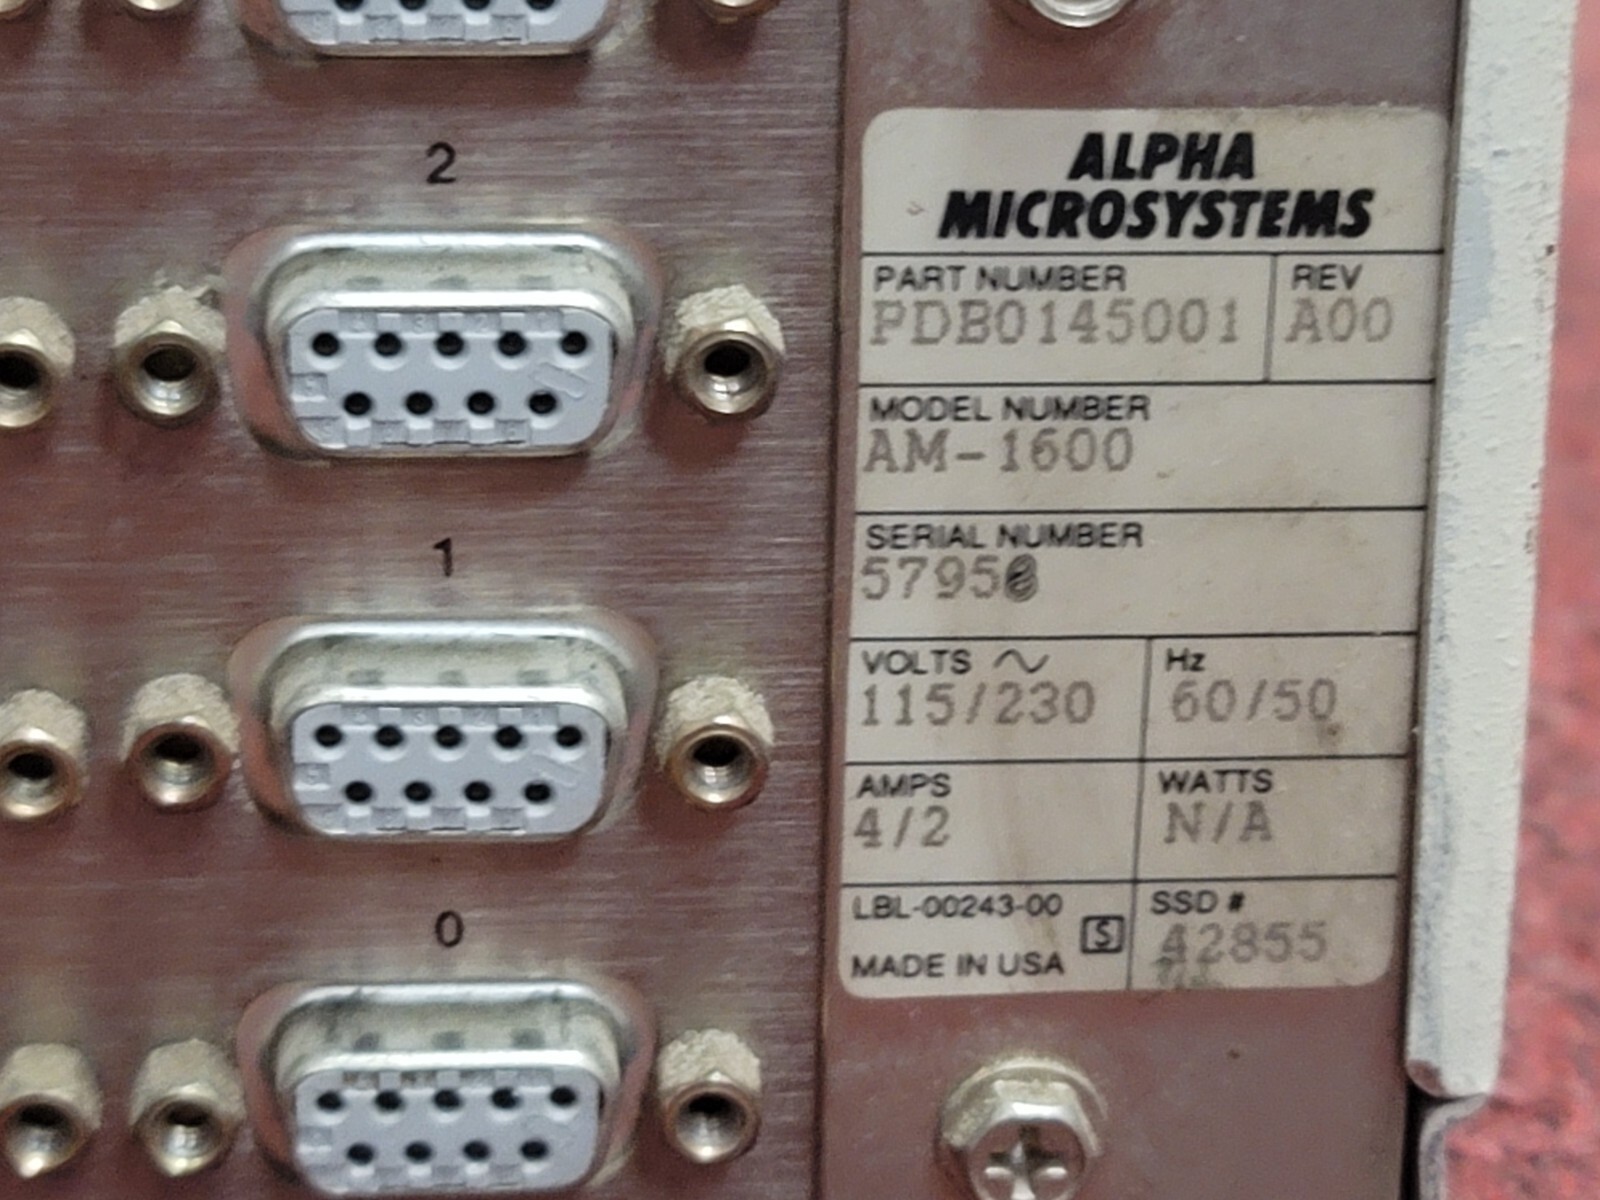 2
1
0
ALPHA
MICROSYSTEMS
PART NUMBER REV
PDB0145001 A00
MODEL NUMBER
AM-1600
SERIAL NUMBER
VOLTS Hz
115/230 60/50
AMPS WATTS
4/2 N/A
LBL-00243-00 SSD #
S 42855
MADE IN USA